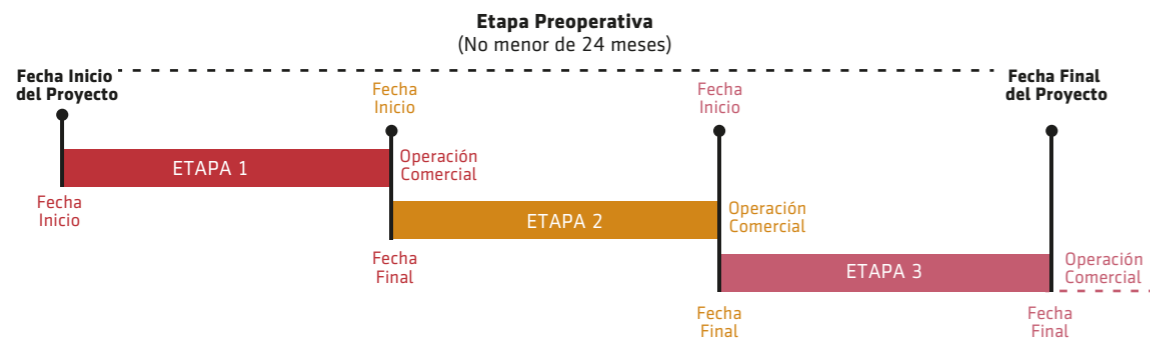 Etapa Preoperativa
(No menor de 24 meses)
Fecha Inicio
del Proyecto
Fecha
Inicio
Fecha
Inicio
Fecha Final
del Proyecto
ETAPA 1
Operación
Comercial
Fecha
Inicio
ETAPA 2
Operación
Comercial
Fecha
Final
ETAPA 3
Operación
Comercial
Fecha
Final
Fecha
Final